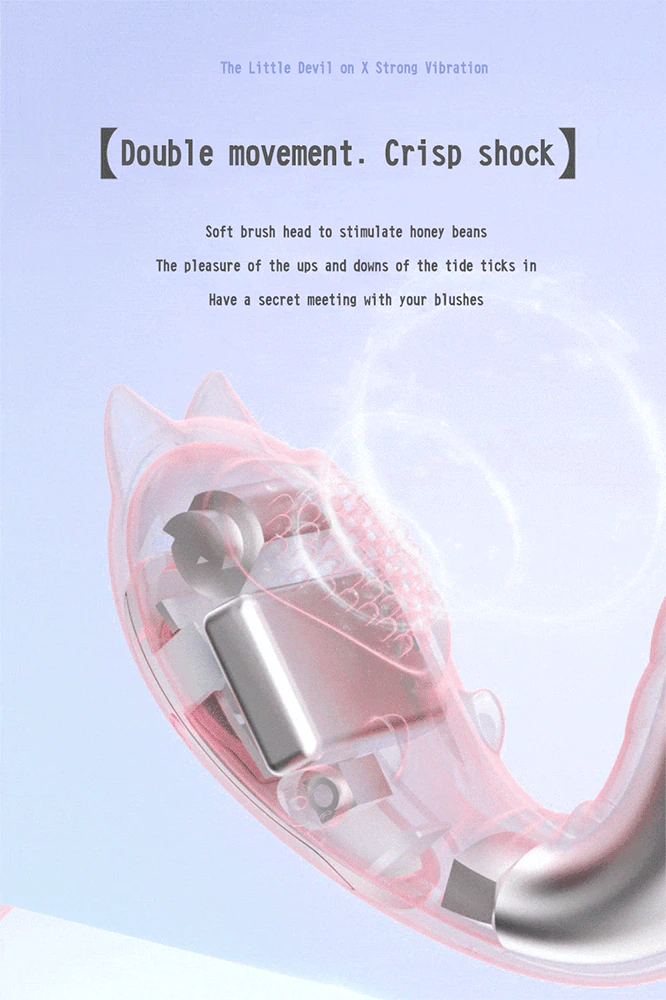 The Little Devil on X Strong Vibration
【Double movement. Crisp shock】
Soft brush head to stimulate honey beans
The pleasure of the ups and downs of the tide ticks in
Have a secret meeting with your blushes